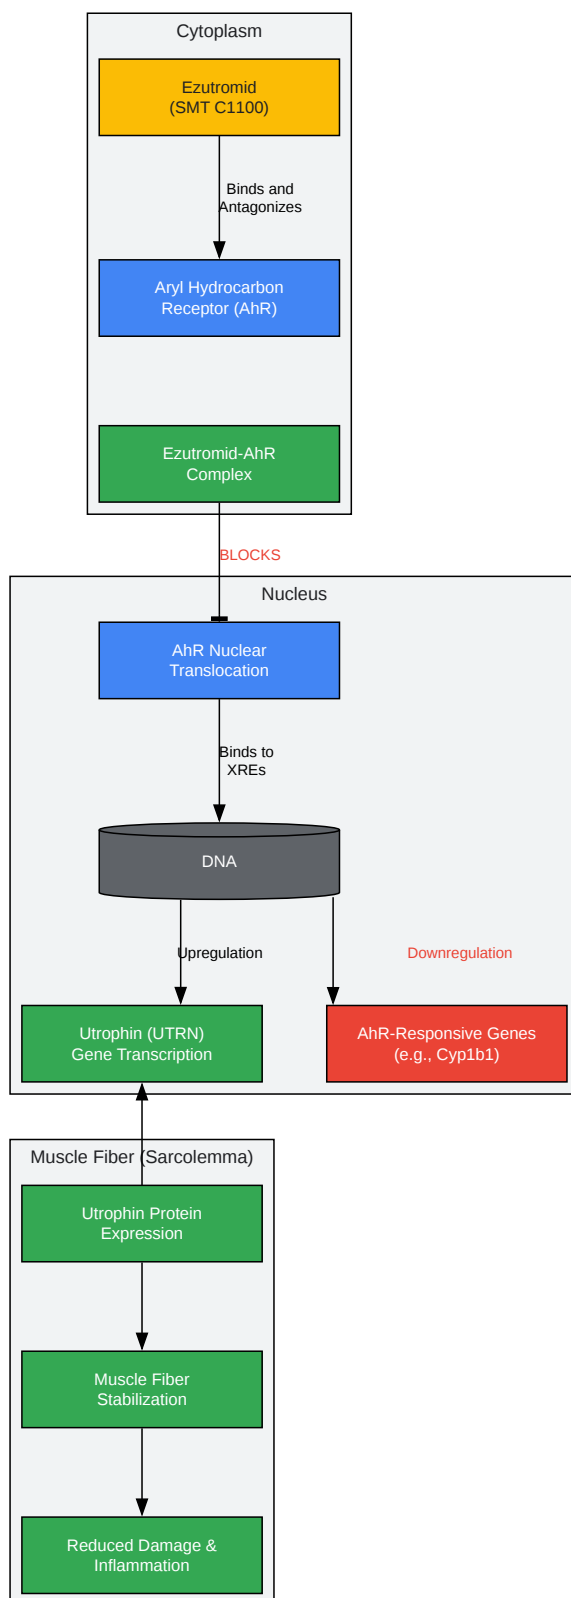 Cytoplasm
Ezutromid
(SMT C1100)
Binds and
Antagonizes
Aryl Hydrocarbon
Receptor (AhR)
Ezutromid-AhR
Complex
BLOCKS
Nucleus
AhR Nuclear
Translocation
Binds to
XREs
DNA
Upregulation
Downregulation
Utrophin (UTRN)
Gene Transcription
AhR-Responsive Genes
(e.g., Cyp1b1)
Muscle Fiber (Sarcolemma)
Utrophin Protein
Expression
Muscle Fiber
Stabilization
Reduced Damage &
Inflammation